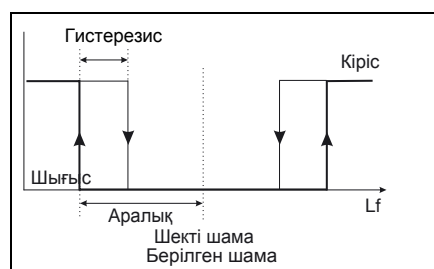 Гистерезис
Кіріс
Шығыс
Аралық
Lf
Шекті шама
Берілген шама